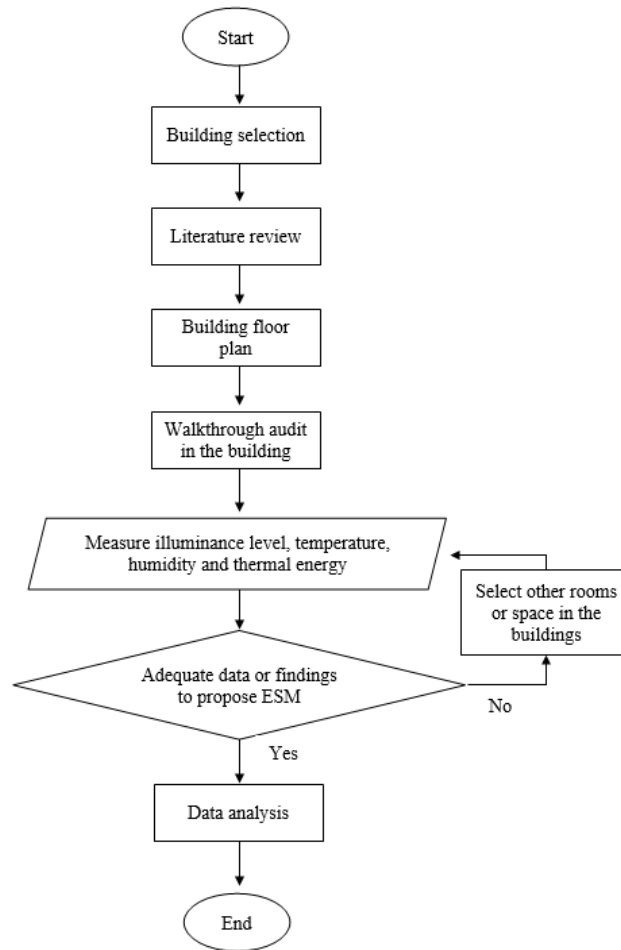 Start
Building selection
Literature review
Building floor
plan
Walkthrough audit
in the building
Measure illuminance level, temperature,
humidity and thermal energy
Select other rooms
or space in the
buildings
Adequate data or findings
to propose ESM
No
Yes
Data analysis
End